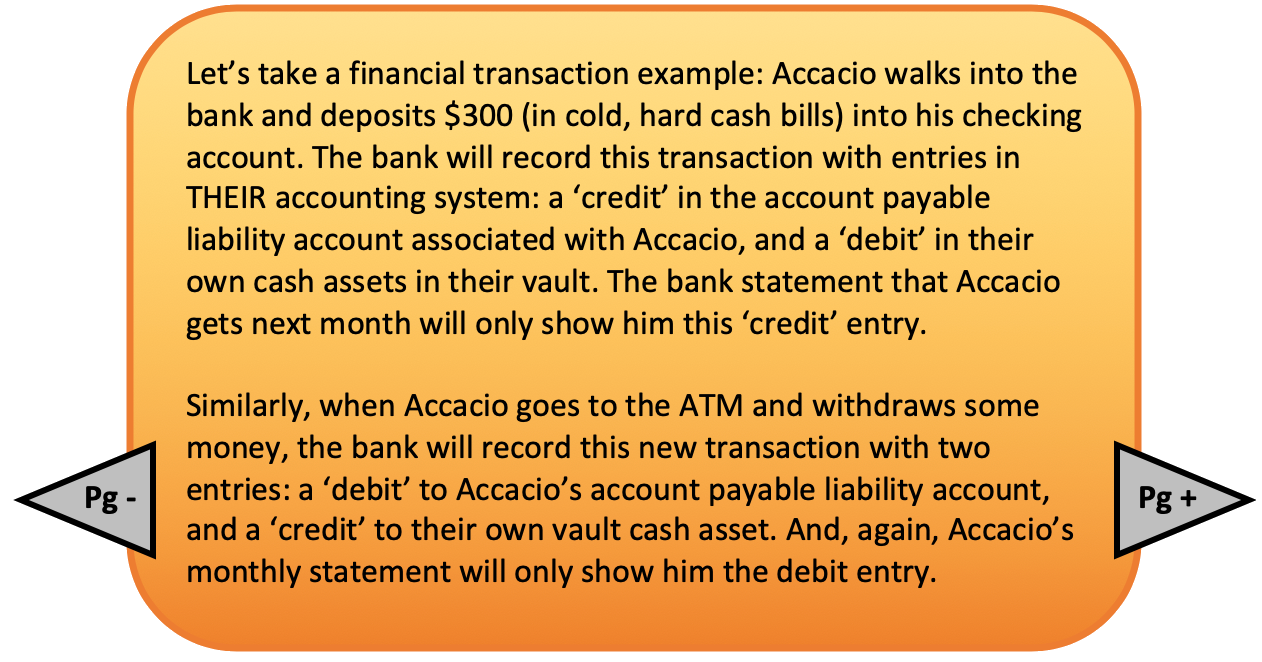 Let’s take a financial transaction example: Accacio walks into the
bank and deposits $300 (in cold, hard cash bills) into his checking
account. The bank will record this transaction with entries in
THEIR accounting system: a ‘credit’ in the account payable
liability account associated with Accacio, and a ‘debit’ in their
own cash assets in their vault. The bank statement that Accacio
gets next month will only show him this ‘credit’ entry.
Similarly, when Accacio goes to the ATM and withdraws some
money, the bank will record this new transaction with two
entries: a ‘debit’ to Accacio’s account payable liability account,
and a ‘credit’ to their own vault cash asset. And, again, Accacio’s
monthly statement will only show him the debit entry.
Pg -
Pg +